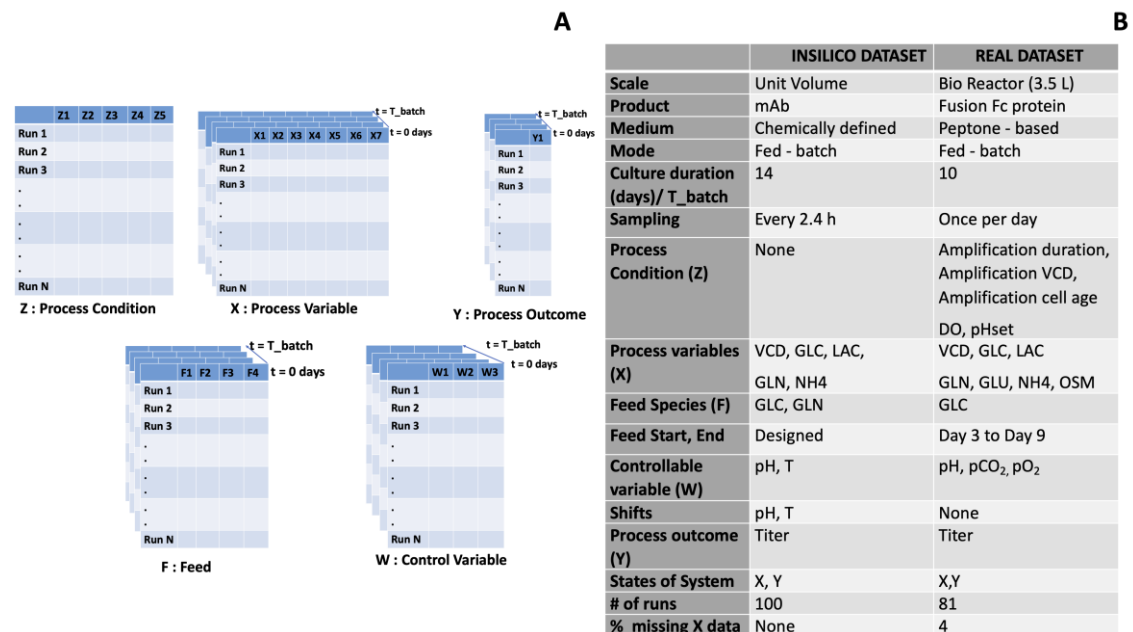 A
Z1 Z2 Z3 Z4 Z5
Run 1
Run 2
Run 3
.
.
.
.
.
.
Run N
Z : Process Condition
t = T_batch
t = 0 days
X1 X2 X3 X4 X5 X6 X7
Run 1
Run 2
Run 3
.
.
.
.
.
.
Run N
X : Process Variable
t = T_batch
t = 0 days
Y1
Run 1
Run 2
Run 3
.
.
.
.
.
.
Run N
Y : Process Outcome
t = T_batch
t = 0 days
F1 F2 F3 F4
Run 1
Run 2
Run 3
.
.
.
.
.
.
Run N
F : Feed
t = T_batch
t = 0 days
W1 W2 W3
Run 1
Run 2
Run 3
.
.
.
.
.
.
Run N
W : Control Variable
B
INSILICO DATASET REAL DATASET
Scale Unit Volume Bio Reactor (3.5 L)
Product mAb Fusion Fc protein
Medium Chemically defined Peptone - based
Mode Fed - batch Fed - batch
Culture duration 14 10
(days)/ T_batch
Sampling Every 2.4 h Once per day
Process None Amplification duration,
Condition (Z) Amplification VCD,
Amplification cell age
DO, pHset
Process variables VCD, GLC, LAC, VCD, GLC, LAC
(X) GLN, NH4 GLN, GLU, NH4, OSM
Feed Species (F) GLC, GLN GLC
Feed Start, End Designed Day 3 to Day 9
Controllable pH, T pH, pCO₂, pO₂
variable (W)
Shifts pH, T None
Process outcome Titer Titer
(Y)
States of System X, Y X,Y
# of runs 100 81
% missing X data None 4